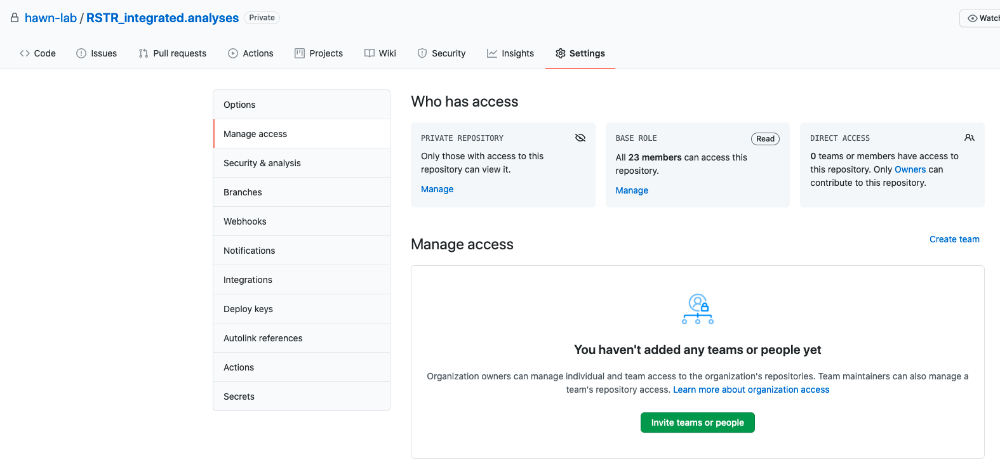 hawn-lab / RSTR_integrated.analyses Private
Watch
Code Issues Pull requests Actions Projects Wiki Security Insights Settings
Options
Manage access
Security & analysis
Branches
Webhooks
Notifications
Integrations
Deploy keys
Autolink references
Actions
Secrets
Who has access
PRIVATE REPOSITORY
Only those with access to this
repository can view it.
Manage
BASE ROLE Read
All 23 members can access this
repository.
Manage
DIRECT ACCESS
0 teams or members have access to
this repository. Only Owners can
contribute to this repository.
Manage access
Create team
You haven't added any teams or people yet
Organization owners can manage individual and team access to the organization's repositories. Team maintainers can also manage a
team's repository access. Learn more about organization access
Invite teams or people